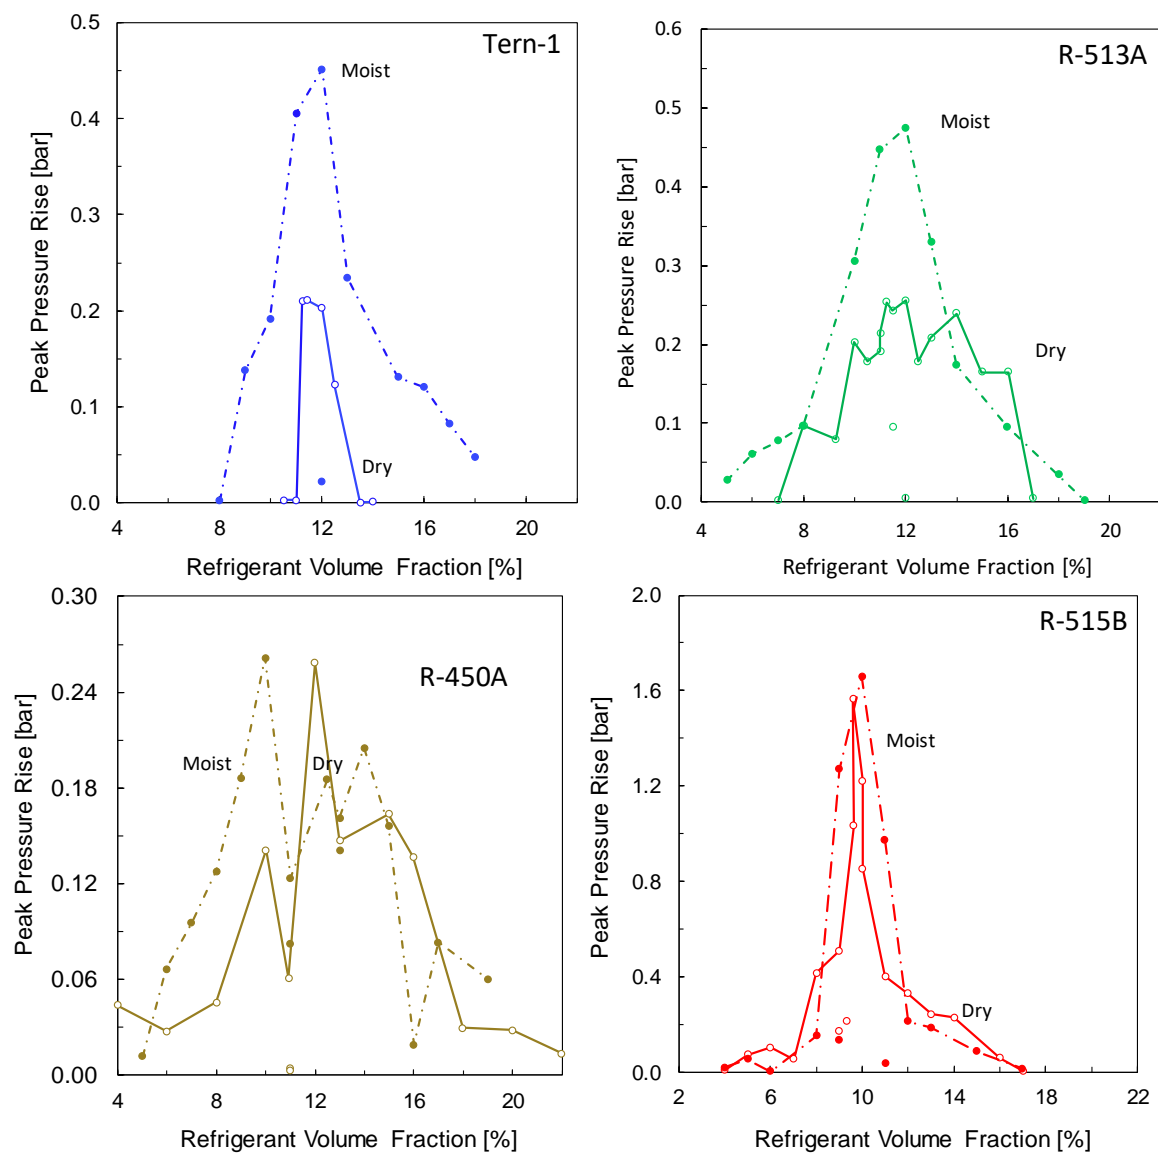 Tern-1
Peak Pressure Rise [bar]
0.5
0.4
0.3
0.2
0.1
0.0
Moist
Dry
4 8 12 16 20
Refrigerant Volume Fraction [%]
R-513A
Peak Pressure Rise [bar]
0.6
0.5
0.4
0.3
0.2
0.1
0.0
Moist
Dry
4 8 12 16 20
Refrigerant Volume Fraction [%]
R-450A
Peak Pressure Rise [bar]
0.30
0.24
0.18
0.12
0.06
0.00
Moist
Dry
4 8 12 16 20
Refrigerant Volume Fraction [%]
R-515B
Peak Pressure Rise [bar]
2.0
1.6
1.2
0.8
0.4
0.0
Moist
Dry
2 6 10 14 18 22
Refrigerant Volume Fraction [%]